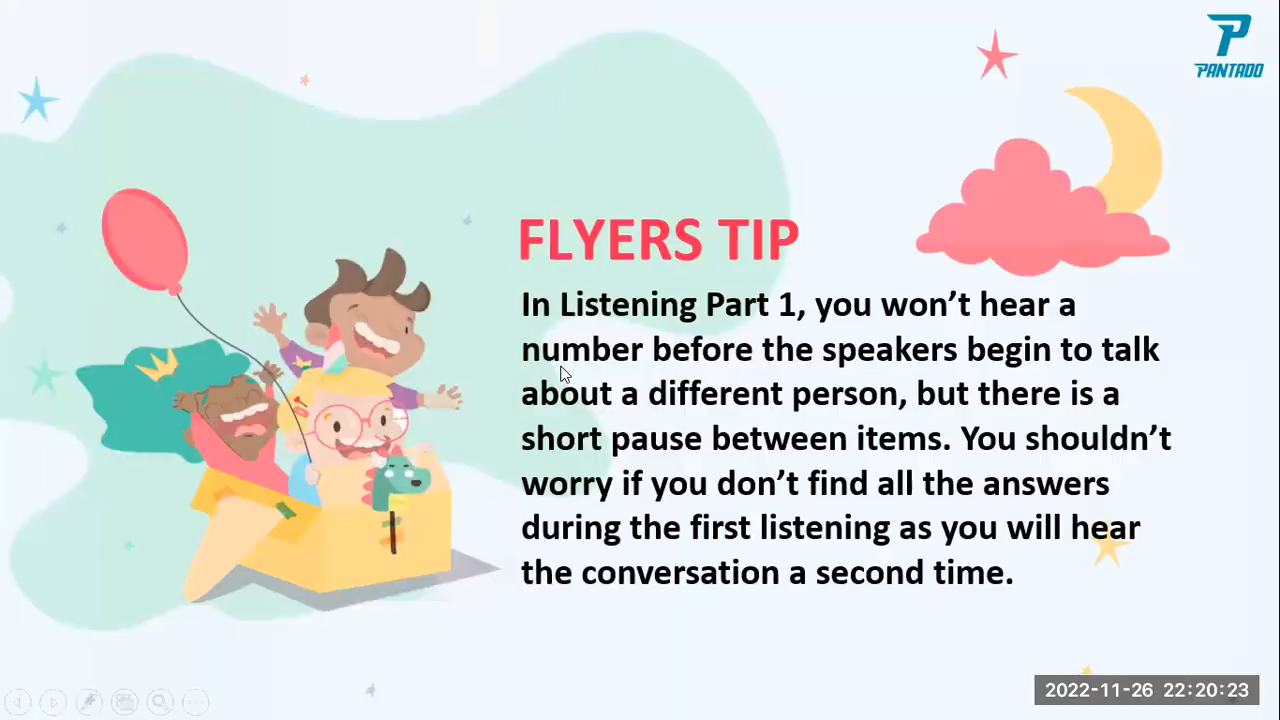 PANTADO
FLYERS TIP
In Listening Part 1, you won’t hear a
number before the speakers begin to talk
about a different person, but there is a
short pause between items. You shouldn’t
worry if you don’t find all the answers
during the first listening as you will hear
the conversation a second time.
2022-11-26 22:20:23